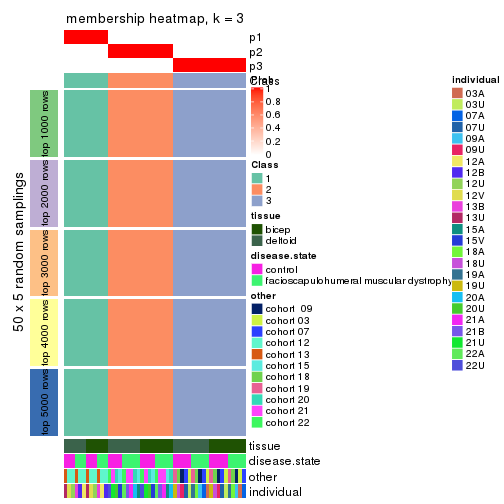 membership heatmap, k = 3
p1
p2
p3
Class
50 x 5 random samplings
top 1000 rows
top 2000 rows
top 3000 rows
top 4000 rows
top 5000 rows
tissue
disease.state
other
individual
Prob
1
0.8
0.6
0.4
0.2
0
Class
1
2
3
tissue
bicep
deltoid
disease.state
control
facioscapulohumeral muscular dystrophy
other
cohort 09
cohort 03
cohort 07
cohort 12
cohort 13
cohort 15
cohort 18
cohort 19
cohort 20
cohort 21
cohort 22
individual
03A
03U
07A
07U
09A
09U
12A
12B
12U
12V
13B
13U
15A
15V
18A
18U
19A
19U
20A
20U
21A
21B
21U
22A
22U